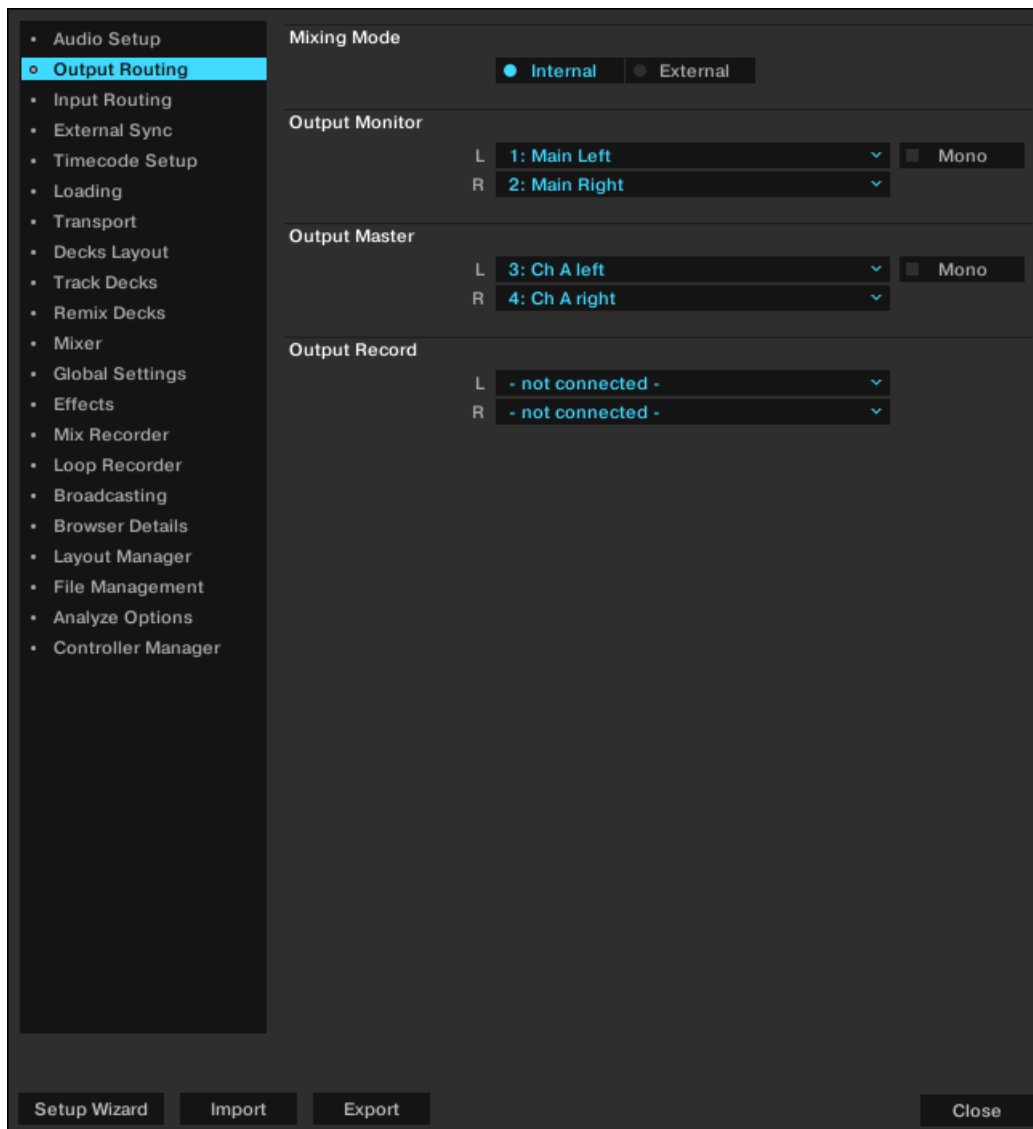 Audio Setup
Output Routing
Input Routing
External Sync
Timecode Setup
Loading
Transport
Decks Layout
Track Decks
Remix Decks
Mixer
Global Settings
Effects
Mix Recorder
Loop Recorder
Broadcasting
Browser Details
Layout Manager
File Management
Analyze Options
Controller Manager
Mixing Mode
Internal External
Output Monitor
L 1: Main Left Mono
R 2: Main Right
Output Master
L 3: Ch A left Mono
R 4: Ch A right
Output Record
L - not connected -
R - not connected -
Setup Wizard Import Export Close